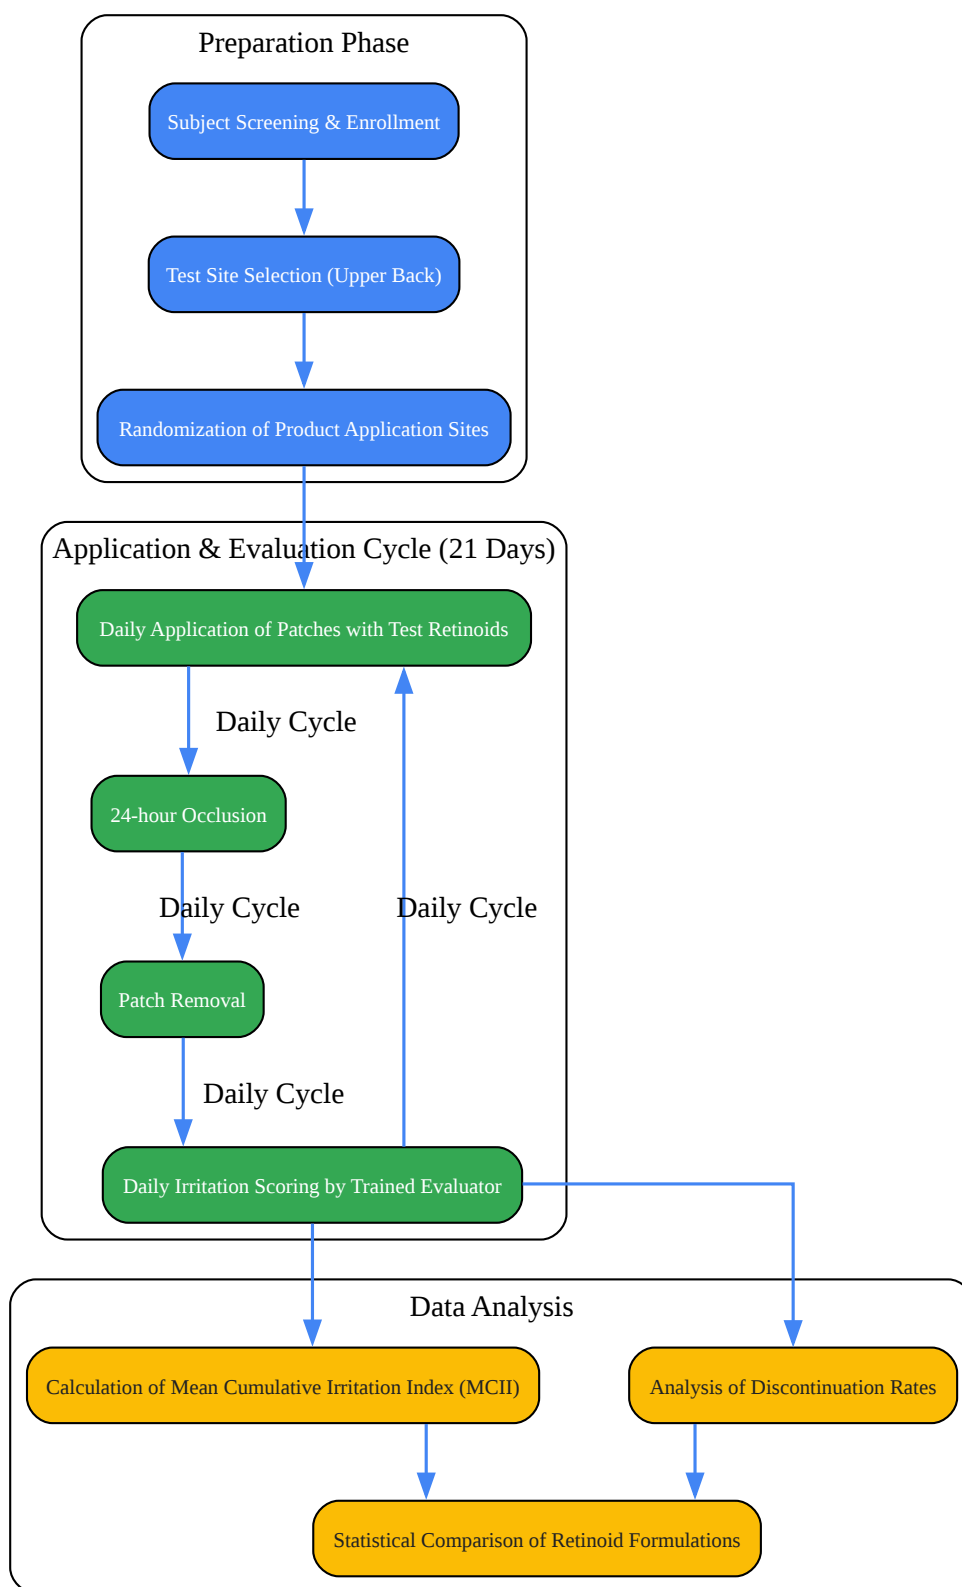 Preparation Phase
Subject Screening & Enrollment
Test Site Selection (Upper Back)
Randomization of Product Application Sites
Application & Evaluation Cycle (21 Days)
Daily Application of Patches with Test Retinoids
Daily Cycle
24-hour Occlusion
Daily Cycle
Daily Cycle
Patch Removal
Daily Cycle
Daily Irritation Scoring by Trained Evaluator
Data Analysis
Calculation of Mean Cumulative Irritation Index (MCII)
Analysis of Discontinuation Rates
Statistical Comparison of Retinoid Formulations